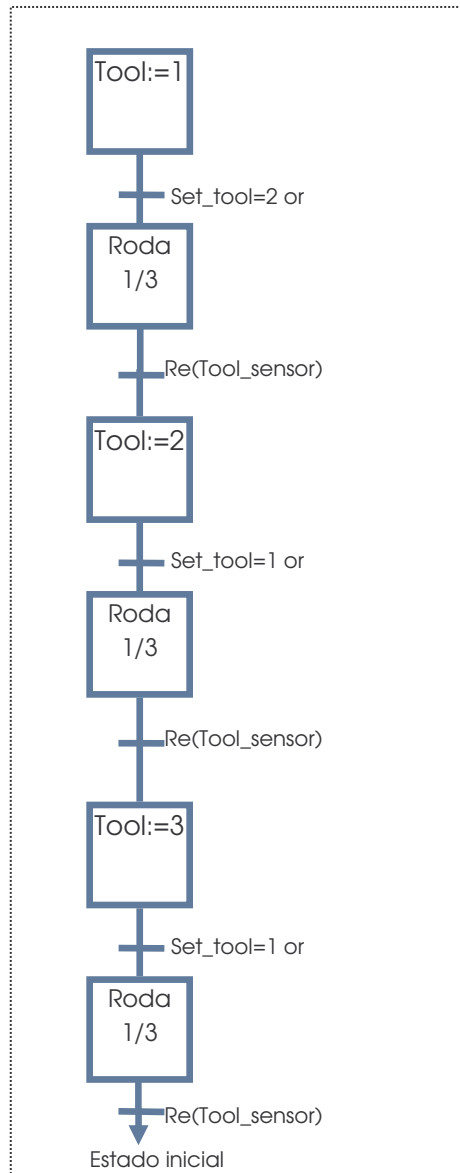 Tool:=1
Set_tool=2 or
Roda
1/3
Re(Tool_sensor)
Tool:=2
Set_tool=1 or
Roda
1/3
Re(Tool_sensor)
Tool:=3
Set_tool=1 or
Roda
1/3
Re(Tool_sensor)
Estado inicial